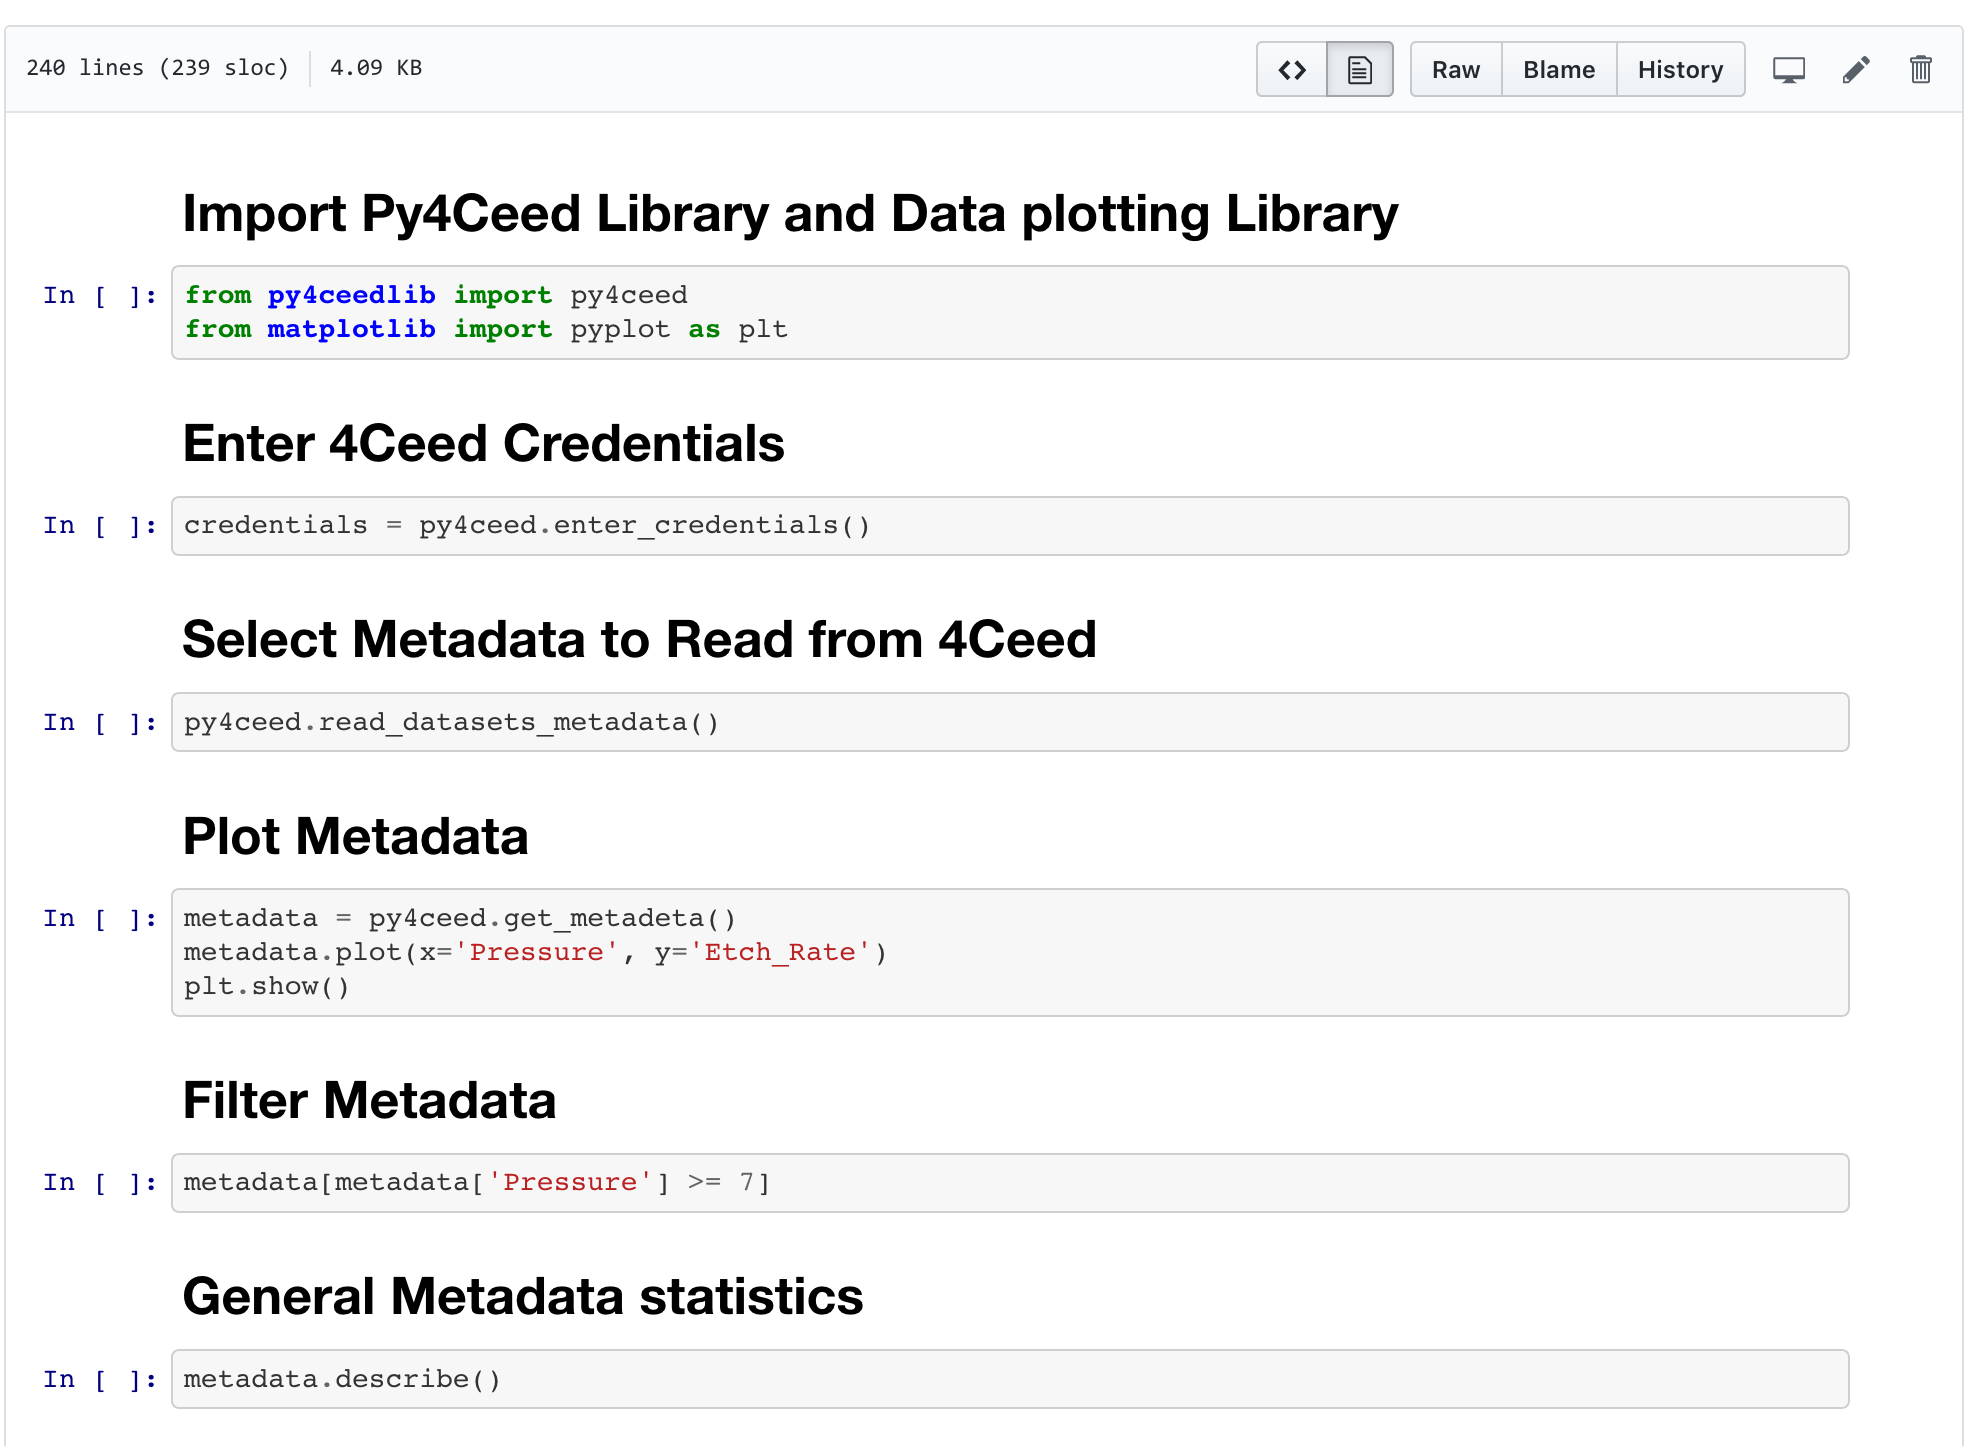 240 lines (239 sloc) 4.09 KB <> Raw Blame History
Import Py4Ceed Library and Data plotting Library
In [ ]: from py4ceedlib import py4ceed
from matplotlib import pyplot as plt
Enter 4Ceed Credentials
In [ ]: credentials = py4ceed.enter_credentials()
Select Metadata to Read from 4Ceed
In [ ]: py4ceed.read_datasets_metadata()
Plot Metadata
In [ ]: metadata = py4ceed.get_metadeta()
metadata.plot(x='Pressure', y='Etch_Rate')
plt.show()
Filter Metadata
In [ ]: metadata[metadata['Pressure'] >= 7]
General Metadata statistics
In [ ]: metadata.describe()